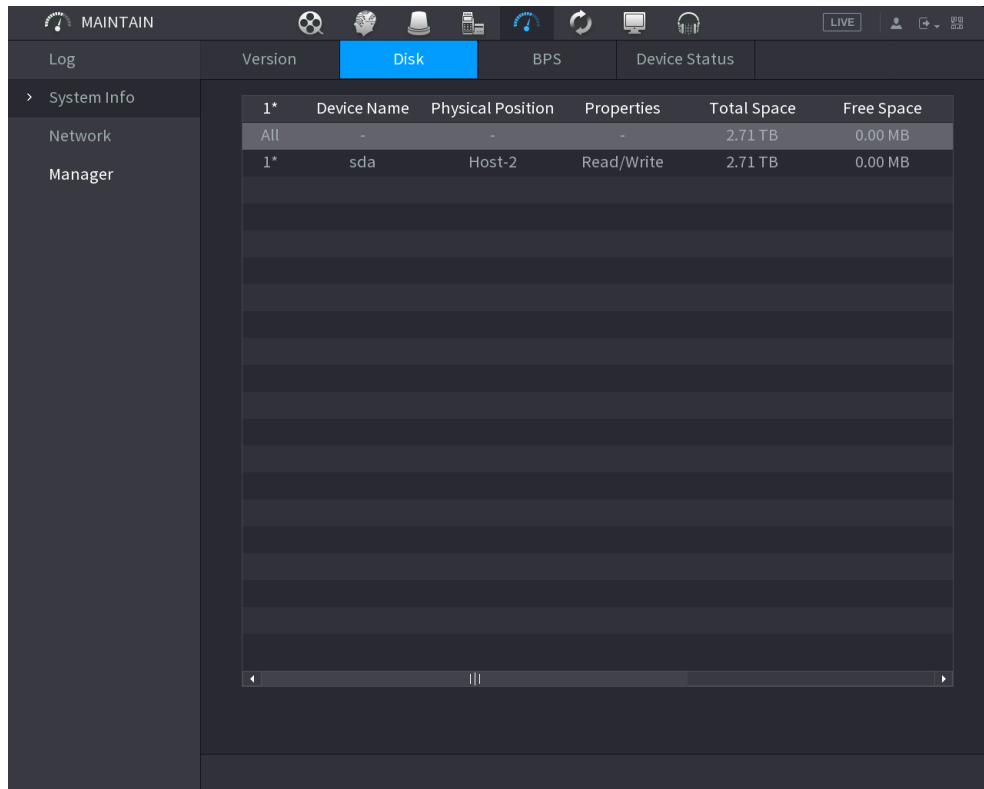 MAINTAIN LIVE
Log Version Disk BPS Device Status
System Info
Network
Manager
1* Device Name Physical Position Properties Total Space Free Space
All - - - 2.71 TB 0.00 MB
1* sda Host-2 Read/Write 2.71 TB 0.00 MB